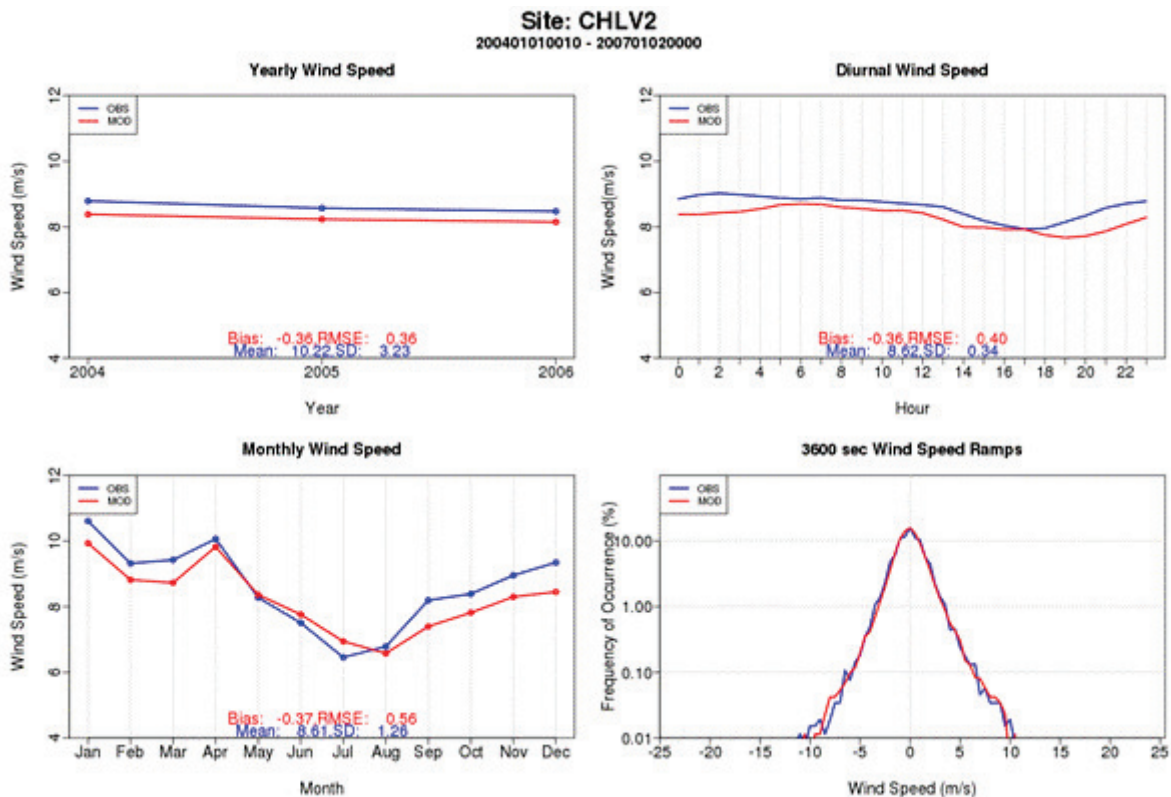 Site: CHLV2
200401010010 - 200701020000
Yearly Wind Speed
OBS
MOD
12
10
8
6
4
Wind Speed (m/s)
Bias: -0.36,RMSE: 0.36
Mean: 10.22,SD: 3.23
2004 2005 2006
Year
Diurnal Wind Speed
OBS
MOD
12
10
8
6
4
Wind Speed(m/s)
Bias: -0.36,RMSE: 0.40
Mean: 8.62,SD: 0.34
0 2 4 6 8 10 12 14 16 18 20 22
Hour
Monthly Wind Speed
OBS
MOD
12
10
8
6
4
Wind Speed (m/s)
Bias: -0.37,RMSE: 0.56
Mean: 8.61,SD: 1.26
Jan Feb Mar Apr May Jun Jul Aug Sep Oct Nov Dec
Month
3600 sec Wind Speed Ramps
OBS
MOD
10.00
1.00
0.10
0.01
Frequency of Occurrence (%)
-25 -20 -15 -10 -5 0 5 10 15 20 25
Wind Speed (m/s)